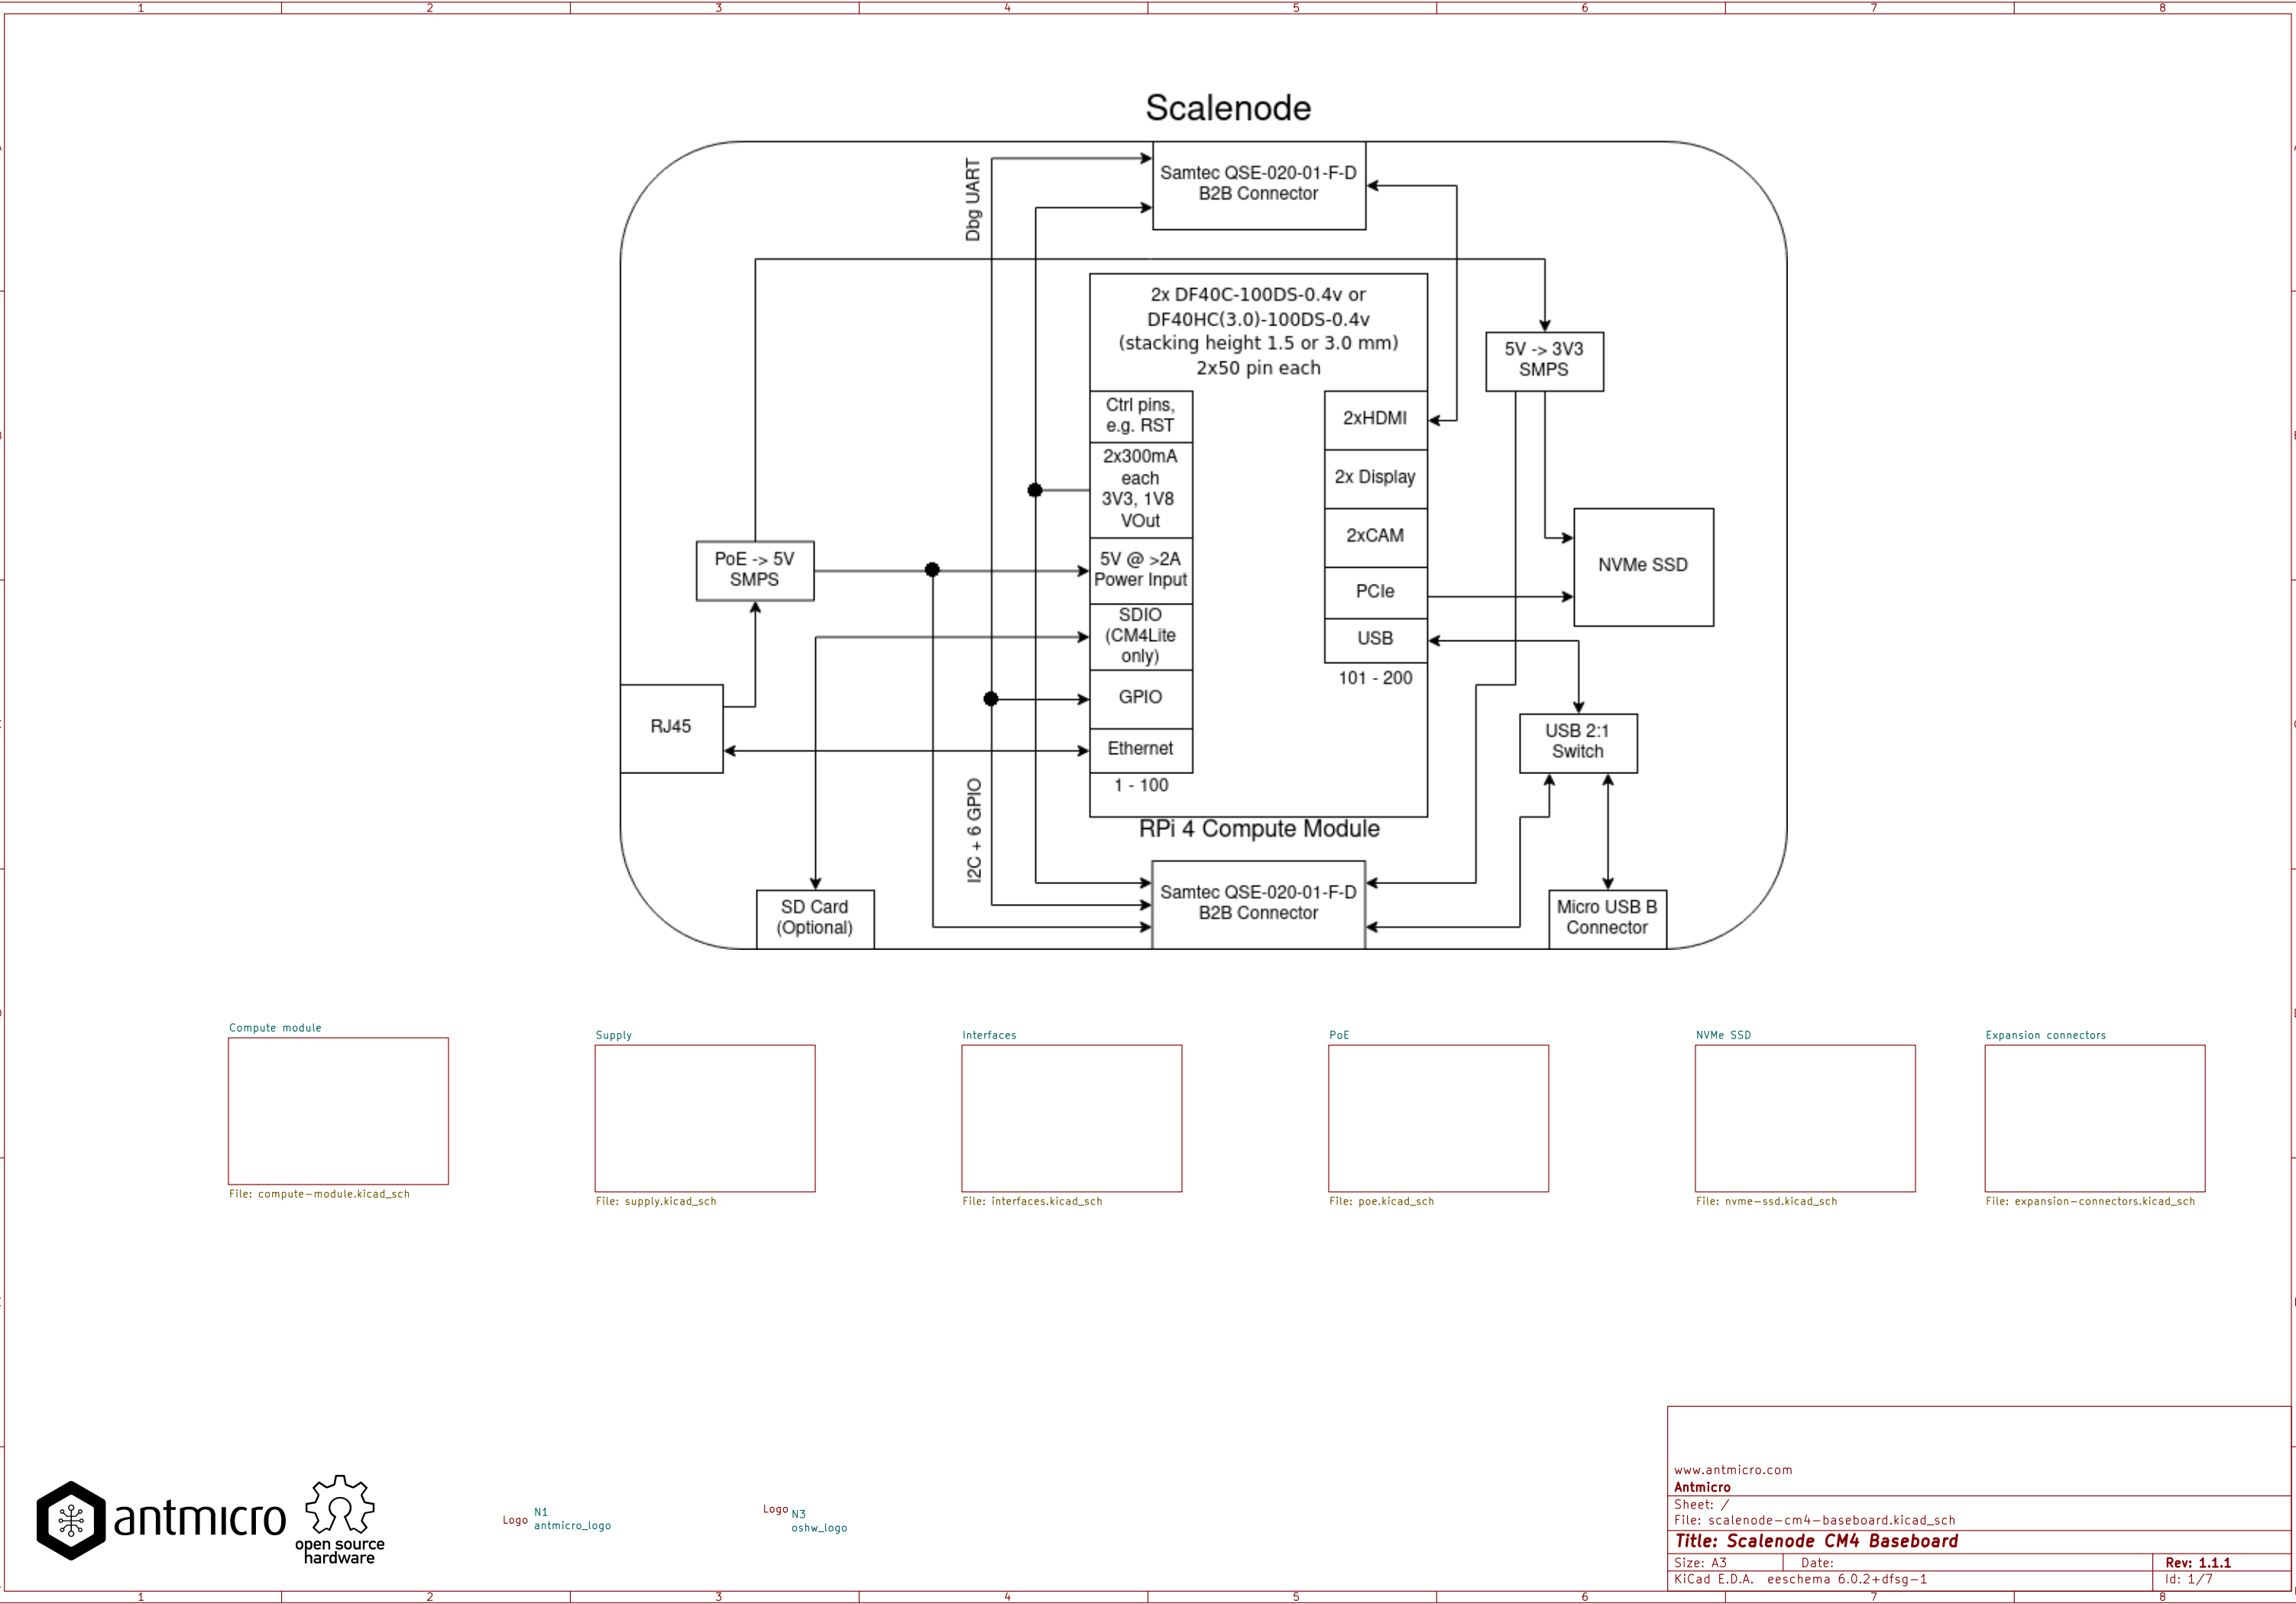 1 2 3 4 5 6 7 8
Scalenode
Dbg UART
Samtec QSE-020-01-F-D
B2B Connector
2x DF40C-100DS-0.4v or
DF40HC(3.0)-100DS-0.4v
(stacking height 1.5 or 3.0 mm)
2x50 pin each
5V -> 3V3
SMPS
Ctrl pins,
e.g. RST
2x300mA
each
3V3, 1V8
VOut
5V @ >2A
Power Input
SDIO
(CM4Lite
only)
GPIO
Ethernet
1 - 100
2xHDMI
2x Display
2xCAM
PCIe
USB
101 - 200
NVMe SSD
PoE -> 5V
SMPS
RJ45
USB 2:1
Switch
I2C + 6 GPIO
RPi 4 Compute Module
SD Card
(Optional)
Samtec QSE-020-01-F-D
B2B Connector
Micro USB B
Connector
Compute module
File: compute-module.kicad_sch
Supply
File: supply.kicad_sch
Interfaces
File: interfaces.kicad_sch
PoE
File: poe.kicad_sch
NVMe SSD
File: nvme-ssd.kicad_sch
Expansion connectors
File: expansion-connectors.kicad_sch
antmicro
open source
hardware
Logo
N1
antmicro_logo
Logo
N3
oshw_logo
www.antmicro.com
Antmicro
Sheet: /
File: scalenode-cm4-baseboard.kicad_sch
Title: Scalenode CM4 Baseboard
Size: A3 Date: Rev: 1.1.1
KiCad E.D.A. eeschema 6.0.2+dfsg-1 Id: 1/7
1 2 3 4 5 6 7 8